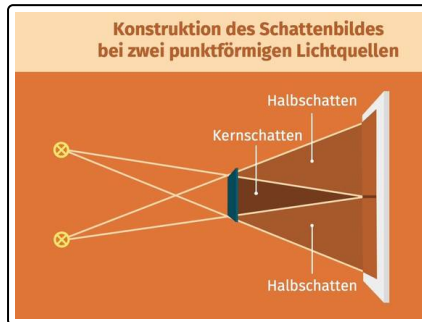 Konstruktion des Schattenbildes
bei zwei punktförmigen Lichtquellen
Halbschatten
Kernschatten
Halbschatten